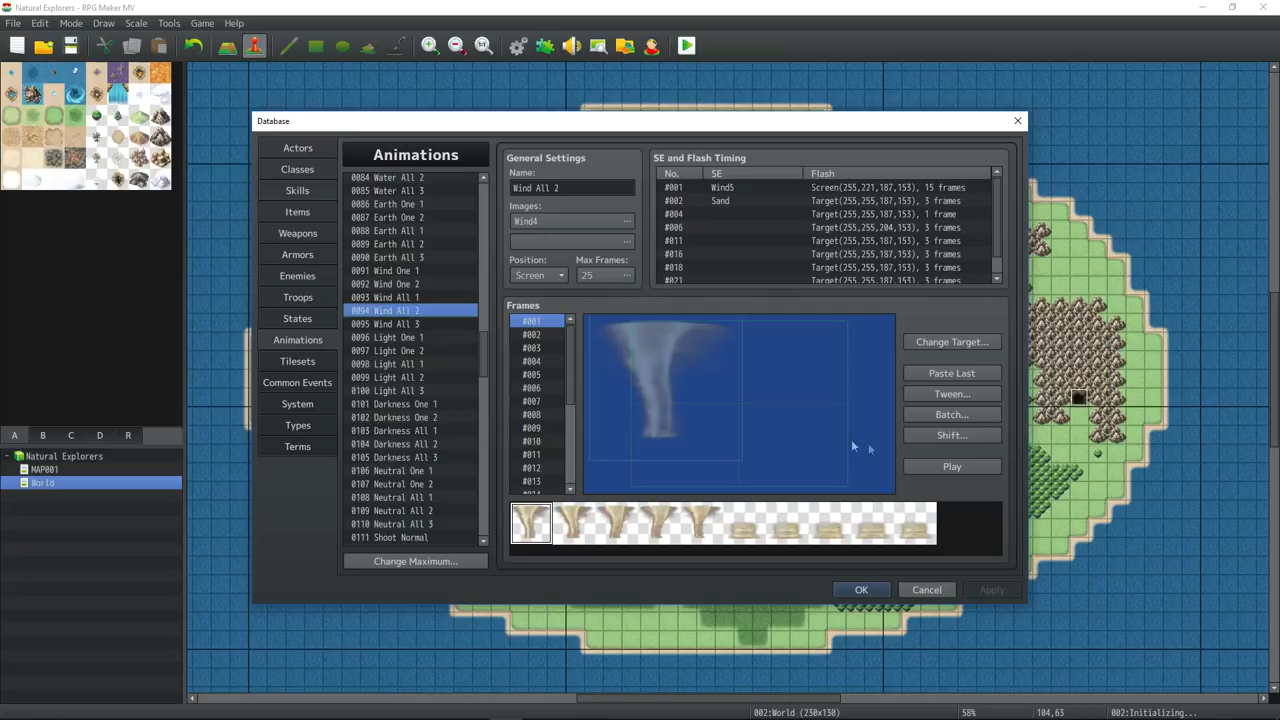 Natural Explorers - RPG Maker MV
File Edit Mode Draw Scale Tools Game Help
Database
Actors
Classes
Skills
Items
Weapons
Armors
Enemies
Troops
States
Animations
Tilesets
Common Events
System
Types
Terms
Animations
0084 Water All 2
0085 Water All 3
0086 Earth One 1
0087 Earth One 2
0088 Earth All 1
0089 Earth All 2
0090 Earth All 3
0091 Wind One 1
0092 Wind One 2
0093 Wind All 1
0094 Wind All 2
0095 Wind All 3
0096 Light One 1
0097 Light One 2
0098 Light All 1
0099 Light All 2
0100 Light All 3
0101 Darkness One 1
0102 Darkness One 2
0103 Darkness All 1
0104 Darkness All 2
0105 Darkness All 3
0106 Neutral One 1
0107 Neutral One 2
0108 Neutral All 1
0109 Neutral All 2
0110 Neutral All 3
0111 Shoot Normal
Change Maximum...
General Settings
Name:
Wind All 2
Images:
Wind4 ...
...
Position: Max Frames:
Screen 25 ...
SE and Flash Timing
No. SE Flash
#001 Wind5 Screen(255,221,187,153), 15 frames
#002 Sand Target(255,255,187,153), 3 frames
#004 Target(255,255,187,153), 1 frame
#006 Target(255,255,204,153), 3 frames
#011 Target(255,255,187,153), 3 frames
#016 Target(255,255,187,153), 3 frames
#018 Target(255,255,187,153), 3 frames
#021 Target(255,255,187,153), 3 frames
Frames
#001
#002
#003
#004
#005
#006
#007
#008
#009
#010
#011
#012
#013
#014
Change Target...
Paste Last
Tween...
Batch...
Shift...
Play
OK Cancel Apply
A B C D R
Natural Explorers
MAP001
World
002:World (230x130) 58% 104,63 002:Initializing...